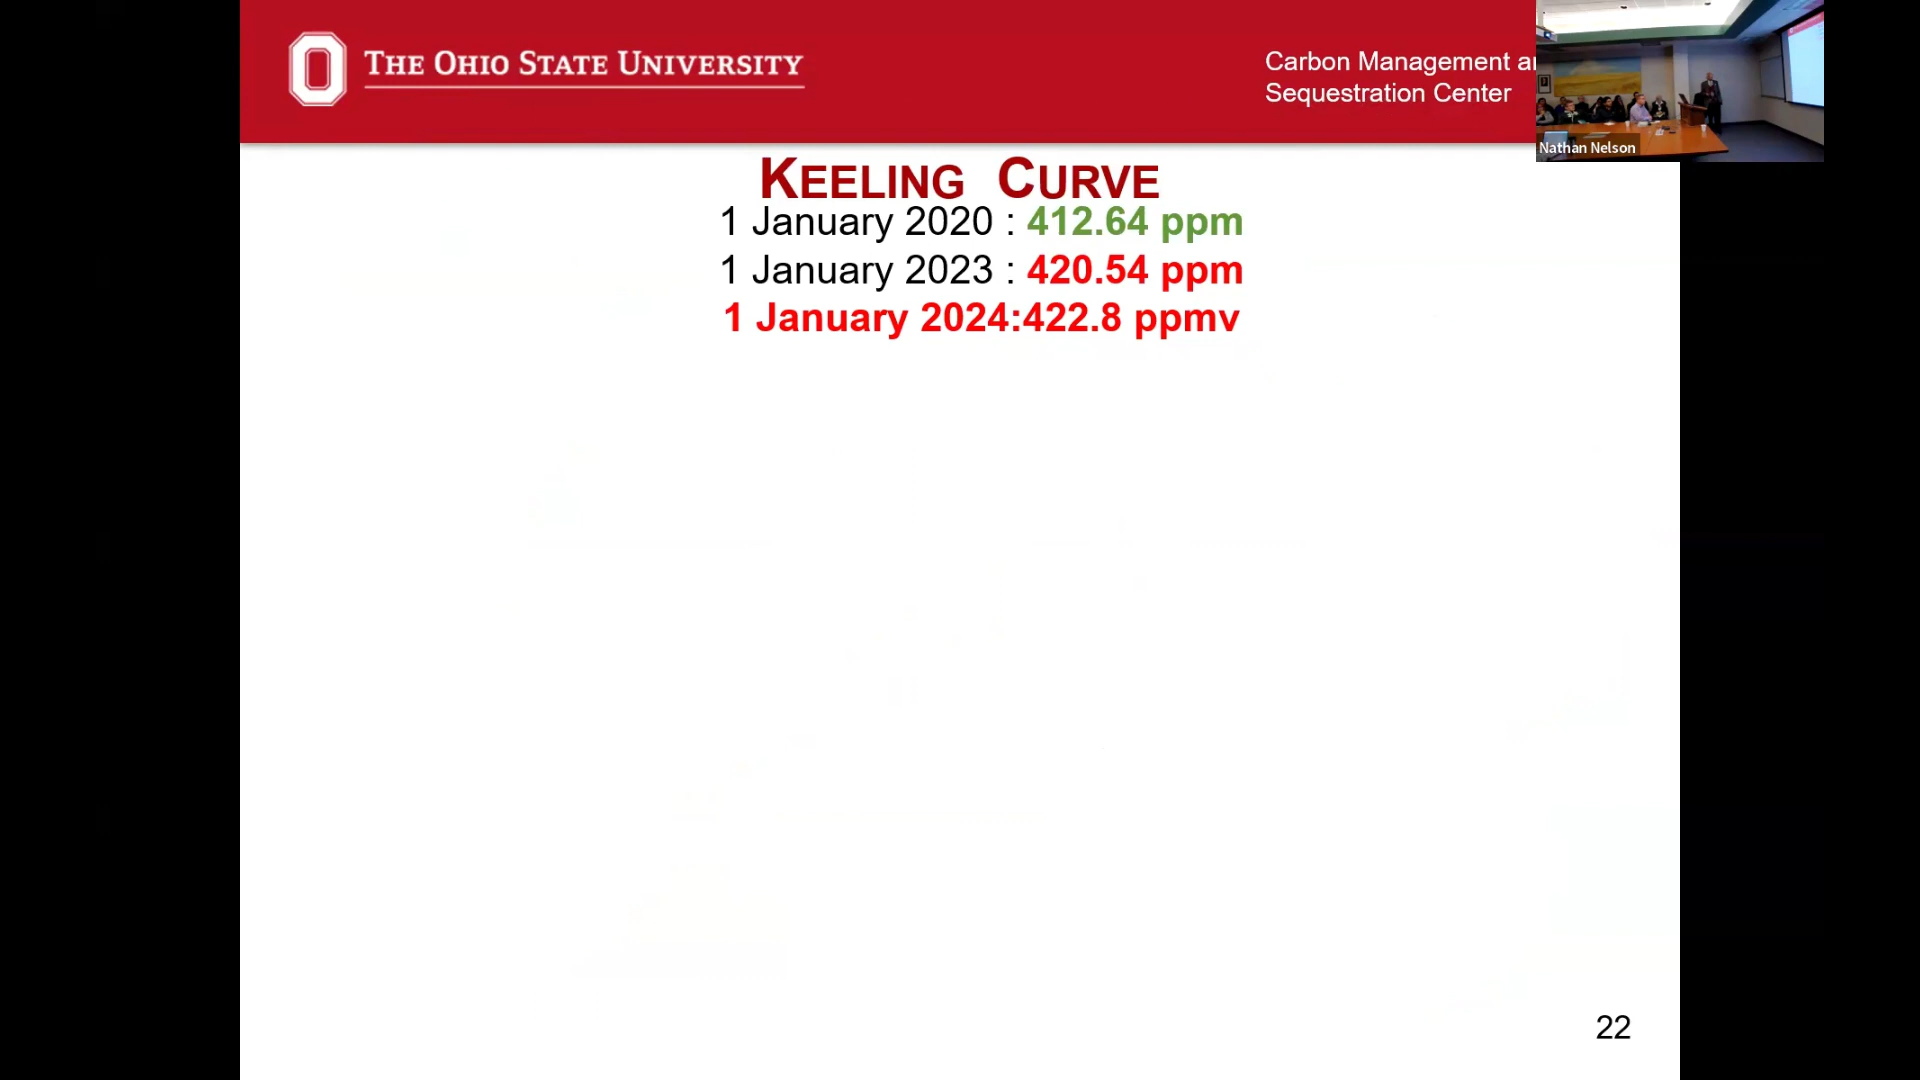 THE OHIO STATE UNIVERSITY
Carbon Management
Sequestration Center
Nathan Nelson
KEELING CURVE
1 January 2020 : 412.64 ppm
1 January 2023 : 420.54 ppm
1 January 2024:422.8 ppmv
22